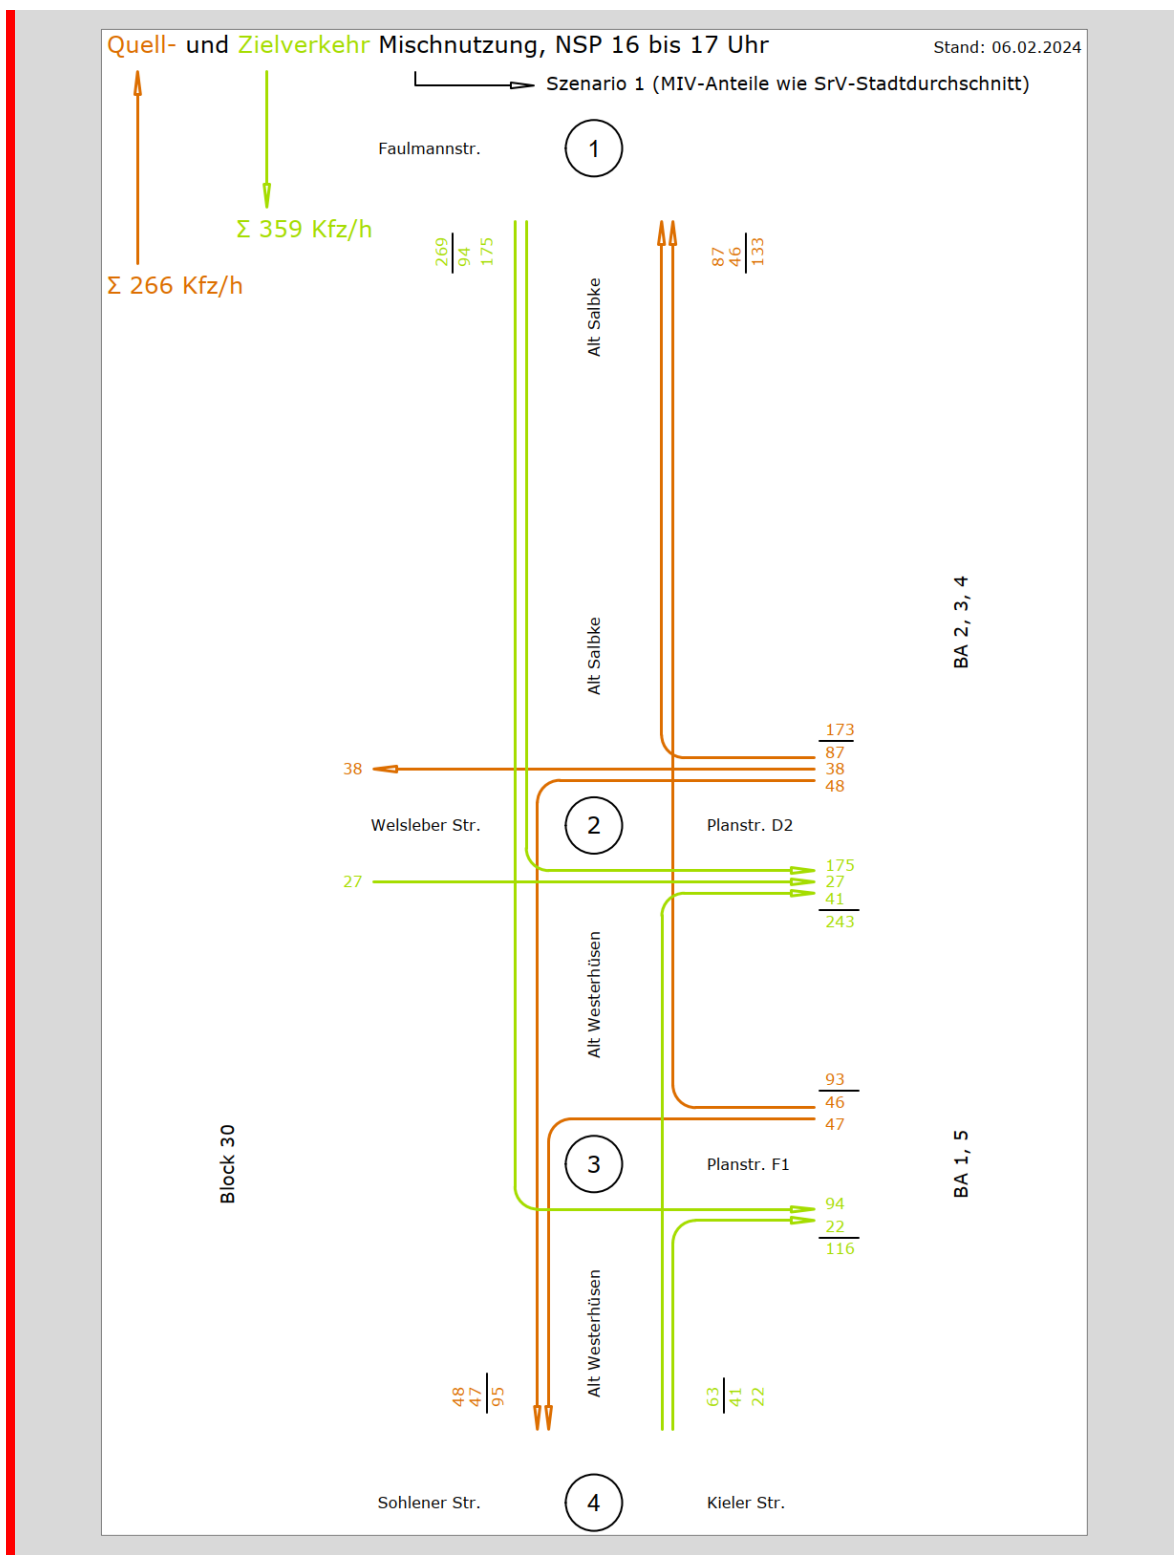 Quell- und Zielverkehr Mischnutzung, NSP 16 bis 17 Uhr
Stand: 06.02.2024
Szenario 1 (MIV-Anteile wie SrV-Stadtdurchschnitt)
Faulmannstr.
1
Σ 359 Kfz/h
Σ 266 Kfz/h
269
94
175
87
46
133
Alt Salbke
Alt Salbke
BA 2, 3, 4
173
87
38
48
38
Welsleber Str.
2
Planstr. D2
27
175
27
41
243
Alt Westerhüsen
93
46
47
Block 30
3
Planstr. F1
BA 1, 5
94
22
116
Alt Westerhüsen
48
47
95
63
41
22
Sohlener Str.
4
Kieler Str.